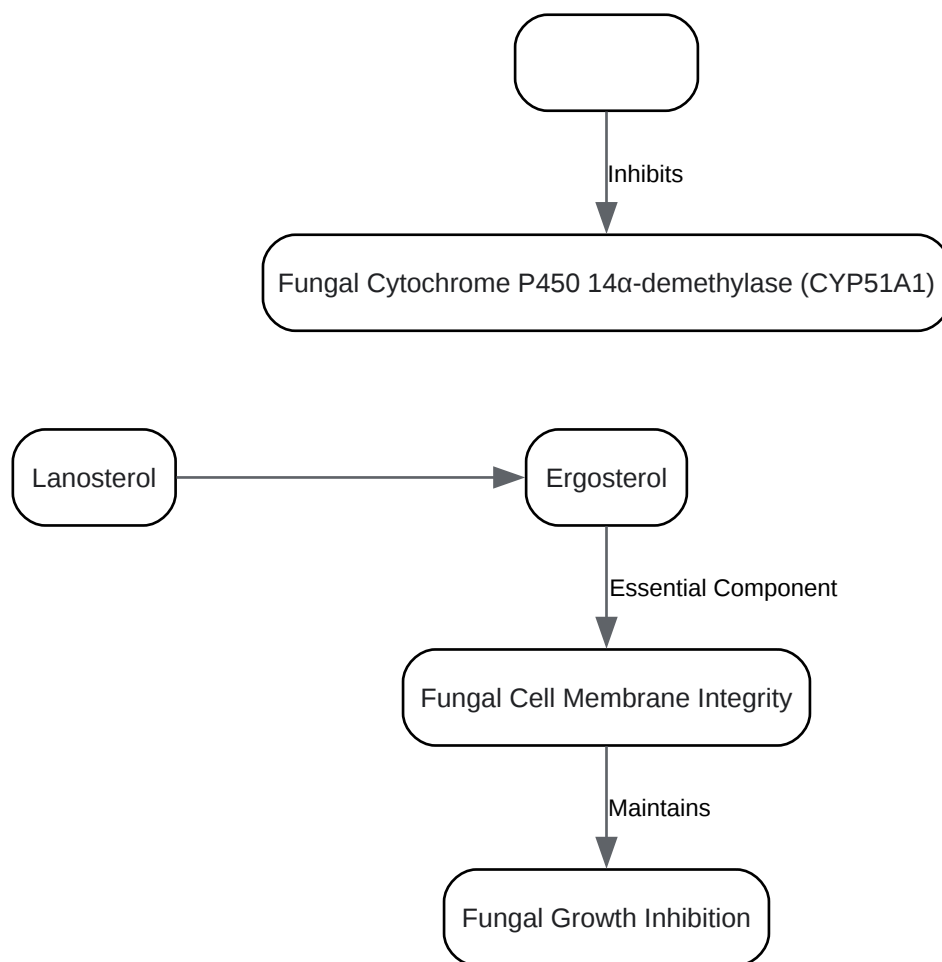 Inhibits
Fungal Cytochrome P450 14α-demethylase (CYP51A1)
Lanosterol
Ergosterol
Essential Component
Fungal Cell Membrane Integrity
Maintains
Fungal Growth Inhibition